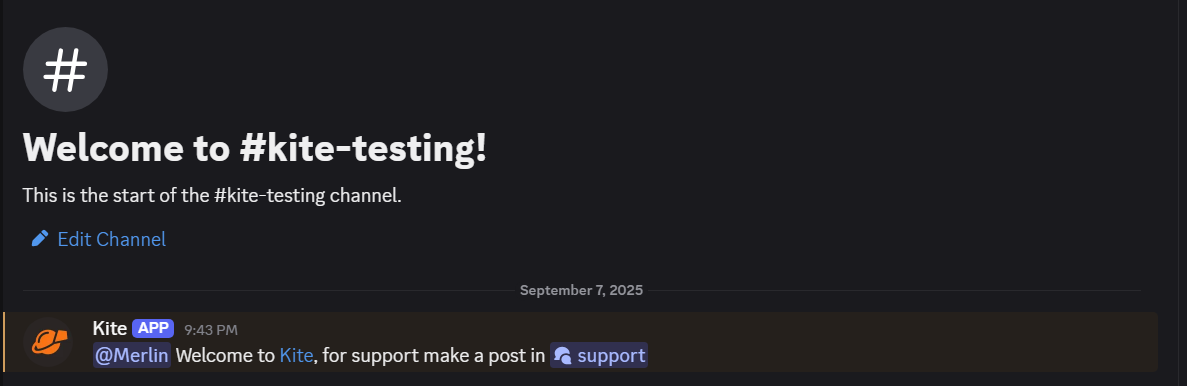 Welcome to #kite-testing!
This is the start of the #kite-testing channel.
Edit Channel
September 7, 2025
Kite APP 9:43 PM
@Merlin Welcome to Kite, for support make a post in support